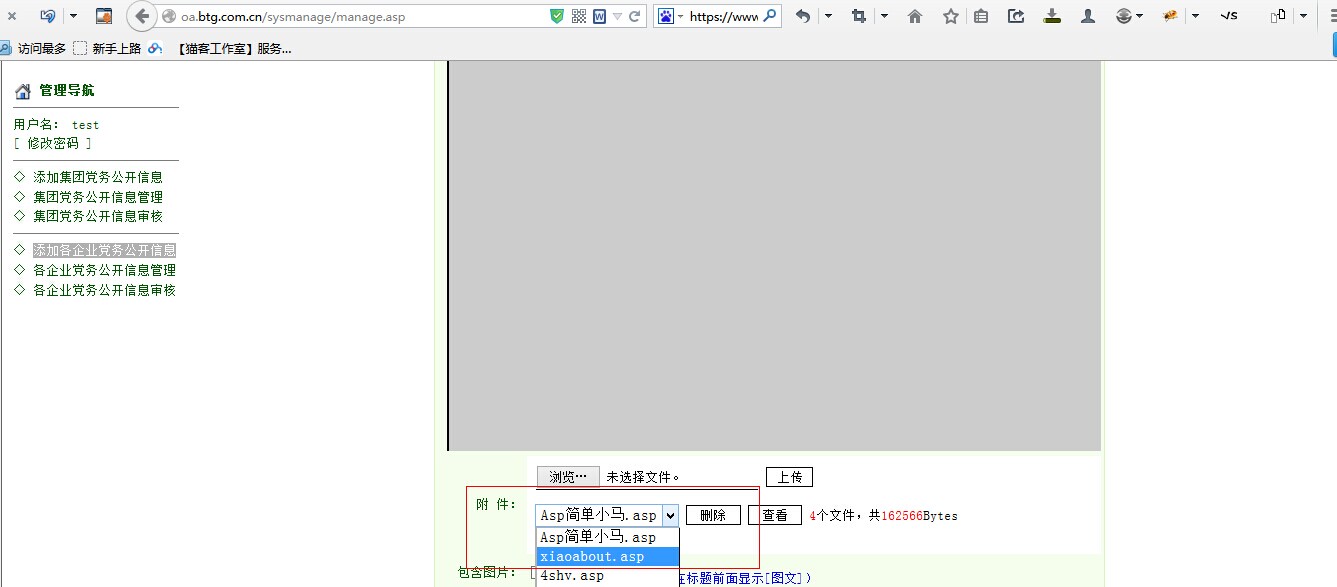 oa.btg.com.cn/sysmanage/manage.asp
https://www
访问最多 新手上路 【猫客工作室】服务...
管理导航
用户名: test
[ 修改密码 ]
◇ 添加集团党务公开信息
◇ 集团党务公开信息管理
◇ 集团党务公开信息审核
◇ 添加各企业党务公开信息
◇ 各企业党务公开信息管理
◇ 各企业党务公开信息审核
浏览… 未选择文件。 上传
附 件: Asp简单小马.asp 删除 查看 4个文件，共162566Bytes
Asp简单小马.asp
xiaoabout.asp
4shv.asp
包含图片: 在标题前面显示[图文])